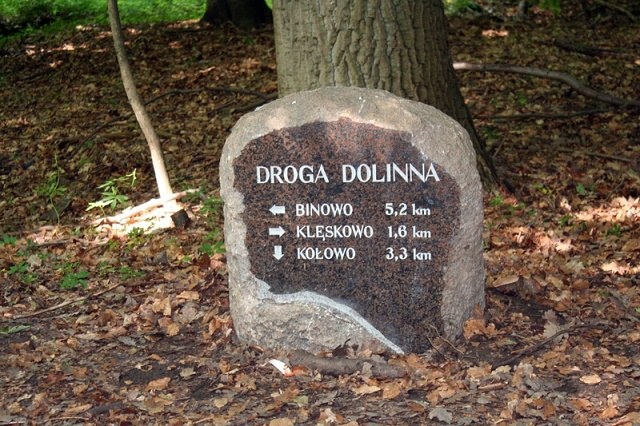 DROGA DOLINNA
⇦ BINOWO 5,2 km
⇨ KLĘSKOWO 1,6 km
⇩ KOŁOWO 3,3 km